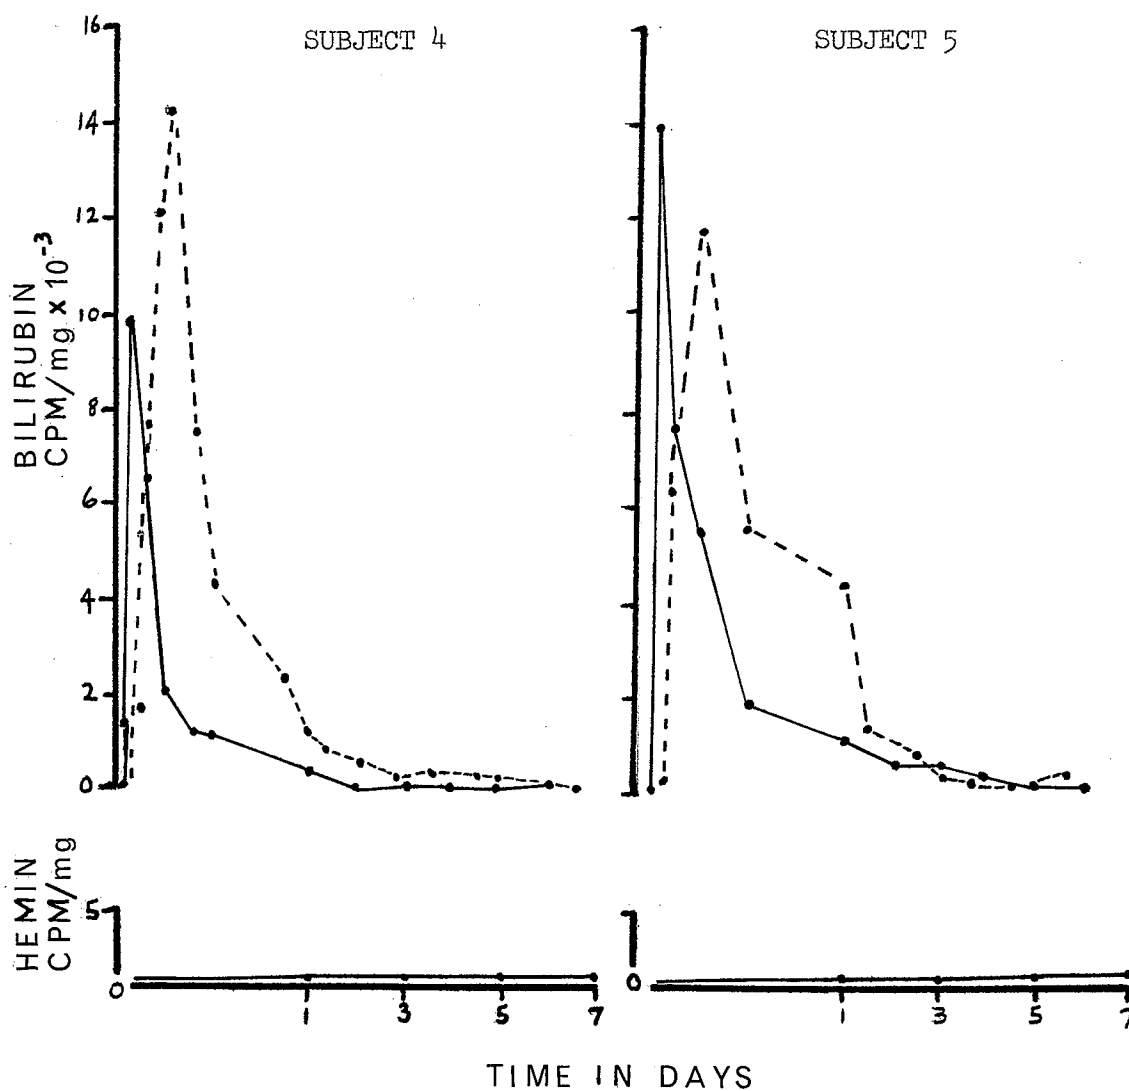 SUBJECT 4
SUBJECT 5
16
14
12
10
8
6
4
2
0
BILIRUBIN
CPM/mg x 10⁻³
HEMIN
CPM/mg
5
0
0
1 3 5 7
1 3 5 7
TIME IN DAYS